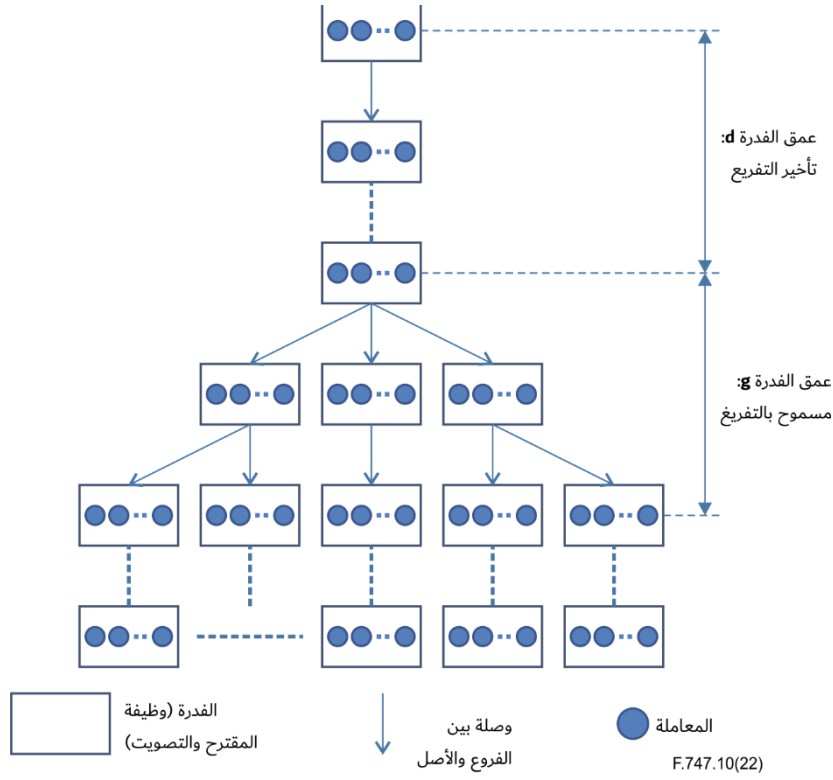 عمق الفدرة d:
تأخير التفريع
عمق الفدرة g:
مسموح بالتفريغ
المعاملة
وصلة بين
الفروع والأصل
الفدرة (وظيفة
المقترح والتصويت)
F.747.10(22)